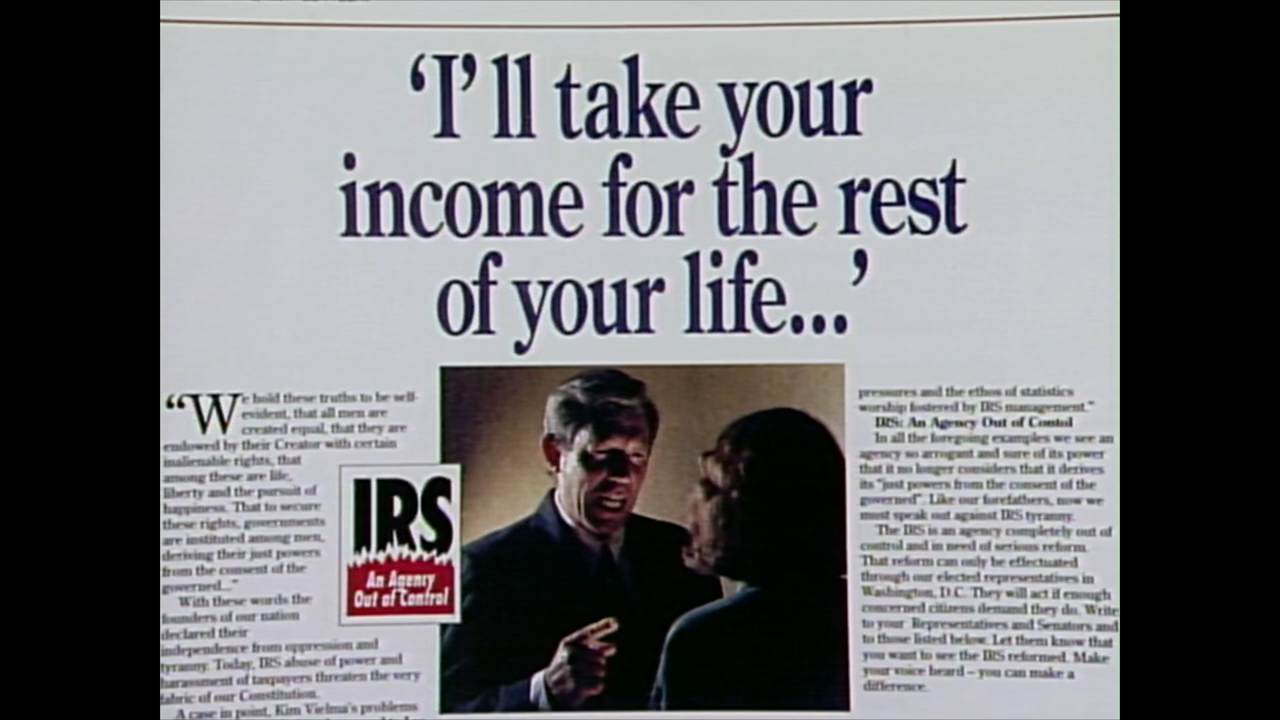 ‘I’ll take your
income for the rest
of your life...’
“We hold these truths to be self-
evident, that all men are
created equal, that they are
endowed by their Creator with certain
inalienable rights, that
among these are life,
liberty and the pursuit of
happiness. That to secure
these rights, governments
are instituted among men,
deriving their just powers
from the consent of the
governed...”
With these words the
founders of our nation
declared their
independence from oppression and
tyranny. Today, IRS abuse of power and
harassment of taxpayers threaten the very
fabric of our Constitution.
A case in point, Kim Vielma's problems
IRS
An Agency
Out of Control
pressures and the ethos of statistics
worship fostered by IRS management.”
IRS: An Agency Out of Contol
In all the foregoing examples we see an
agency so arrogant and sure of its power
that it no longer considers that it derives
its “just powers from the consent of the
governed”. Like our forefathers, now we
must speak out against IRS tyranny.
The IRS is an agency completely out of
control and in need of serious reform.
That reform can only be effectuated
through our elected representatives in
Washington, D.C. They will act if enough
concerned citizens demand they do. Write
to your Representatives and Senators and
to those listed below. Let them know that
you want to see the IRS reformed. Make
your voice heard – you can make a
difference.